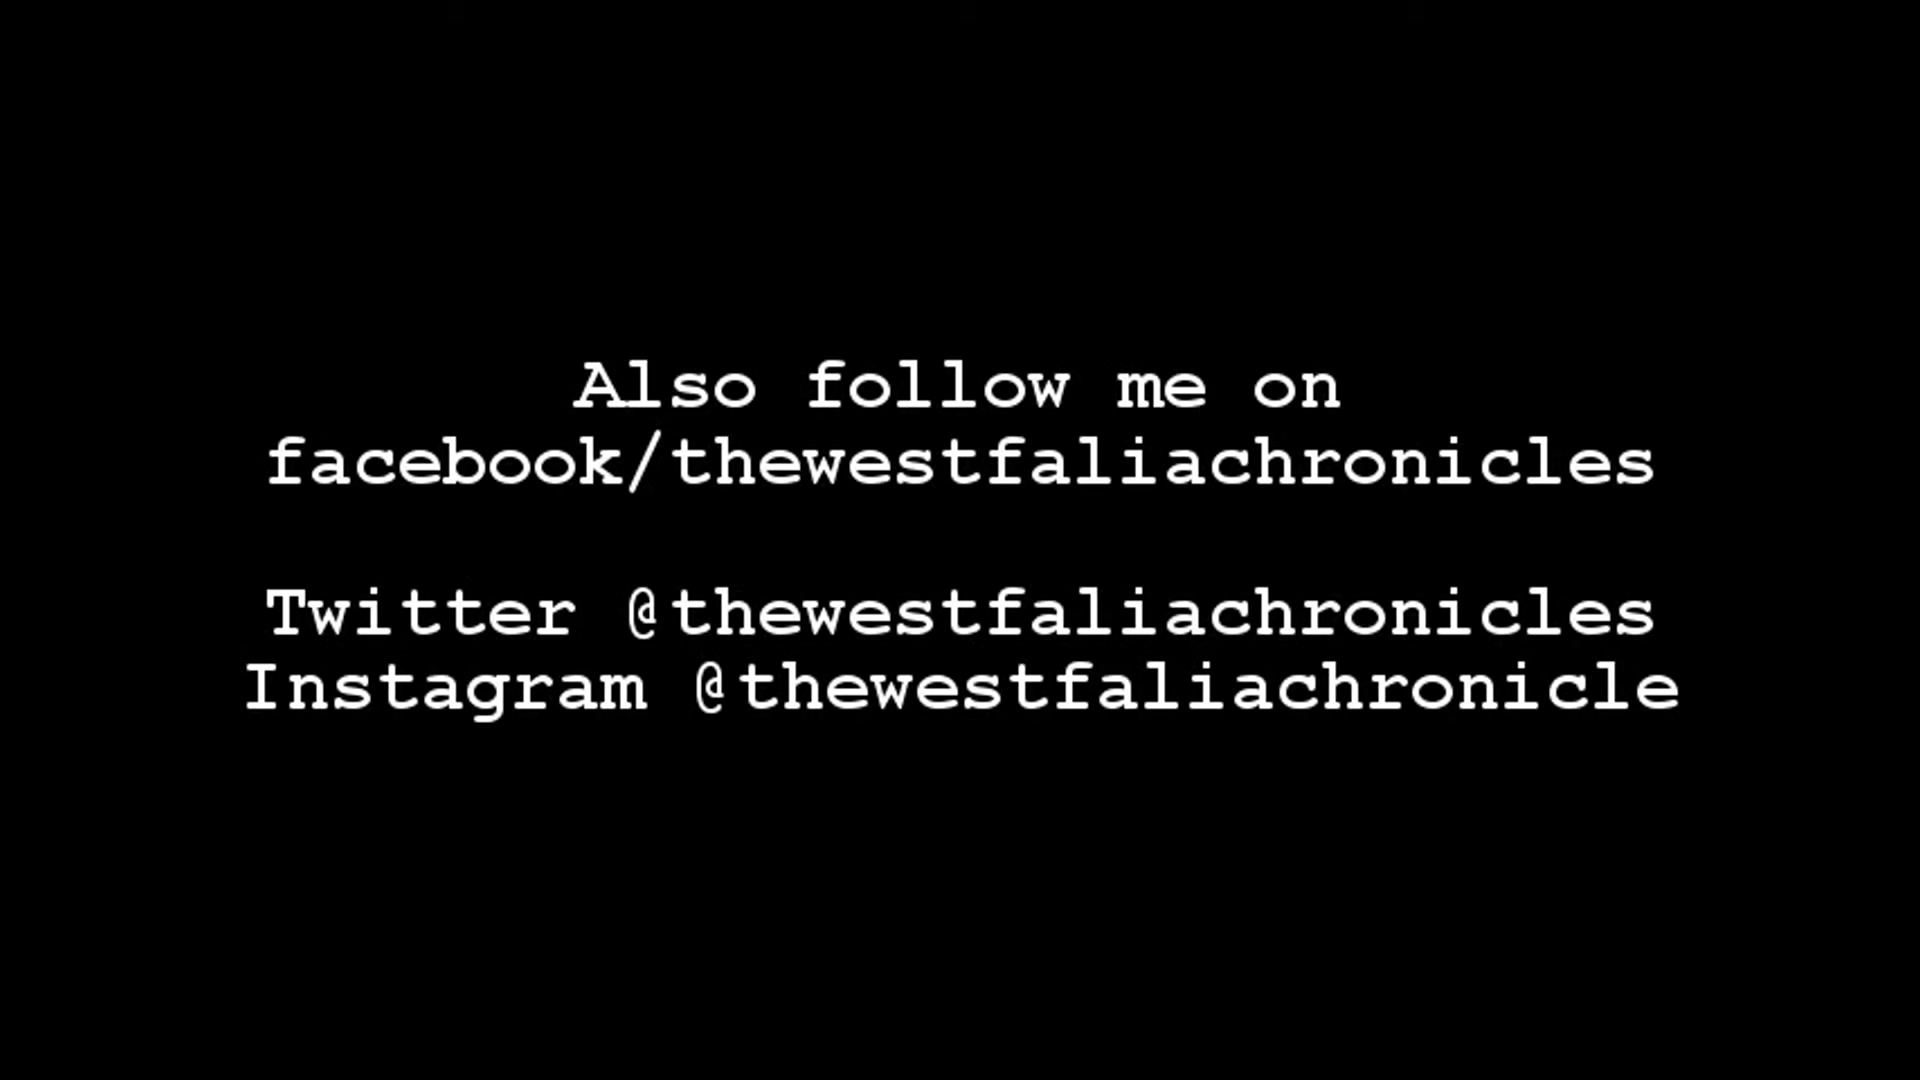 Also follow me on
facebook/thewestfaliachronicles
Twitter @thewestfaliachronicles
Instagram @thewestfaliachronicle